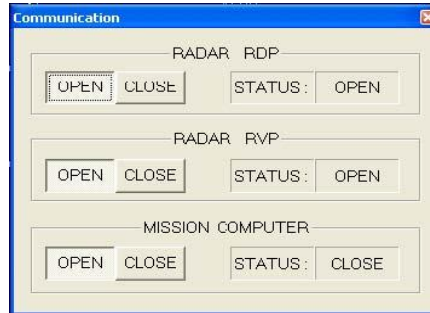 Communication
RADAR RDP
OPEN CLOSE STATUS: OPEN
RADAR RVP
OPEN CLOSE STATUS: OPEN
MISSION COMPUTER
OPEN CLOSE STATUS: CLOSE